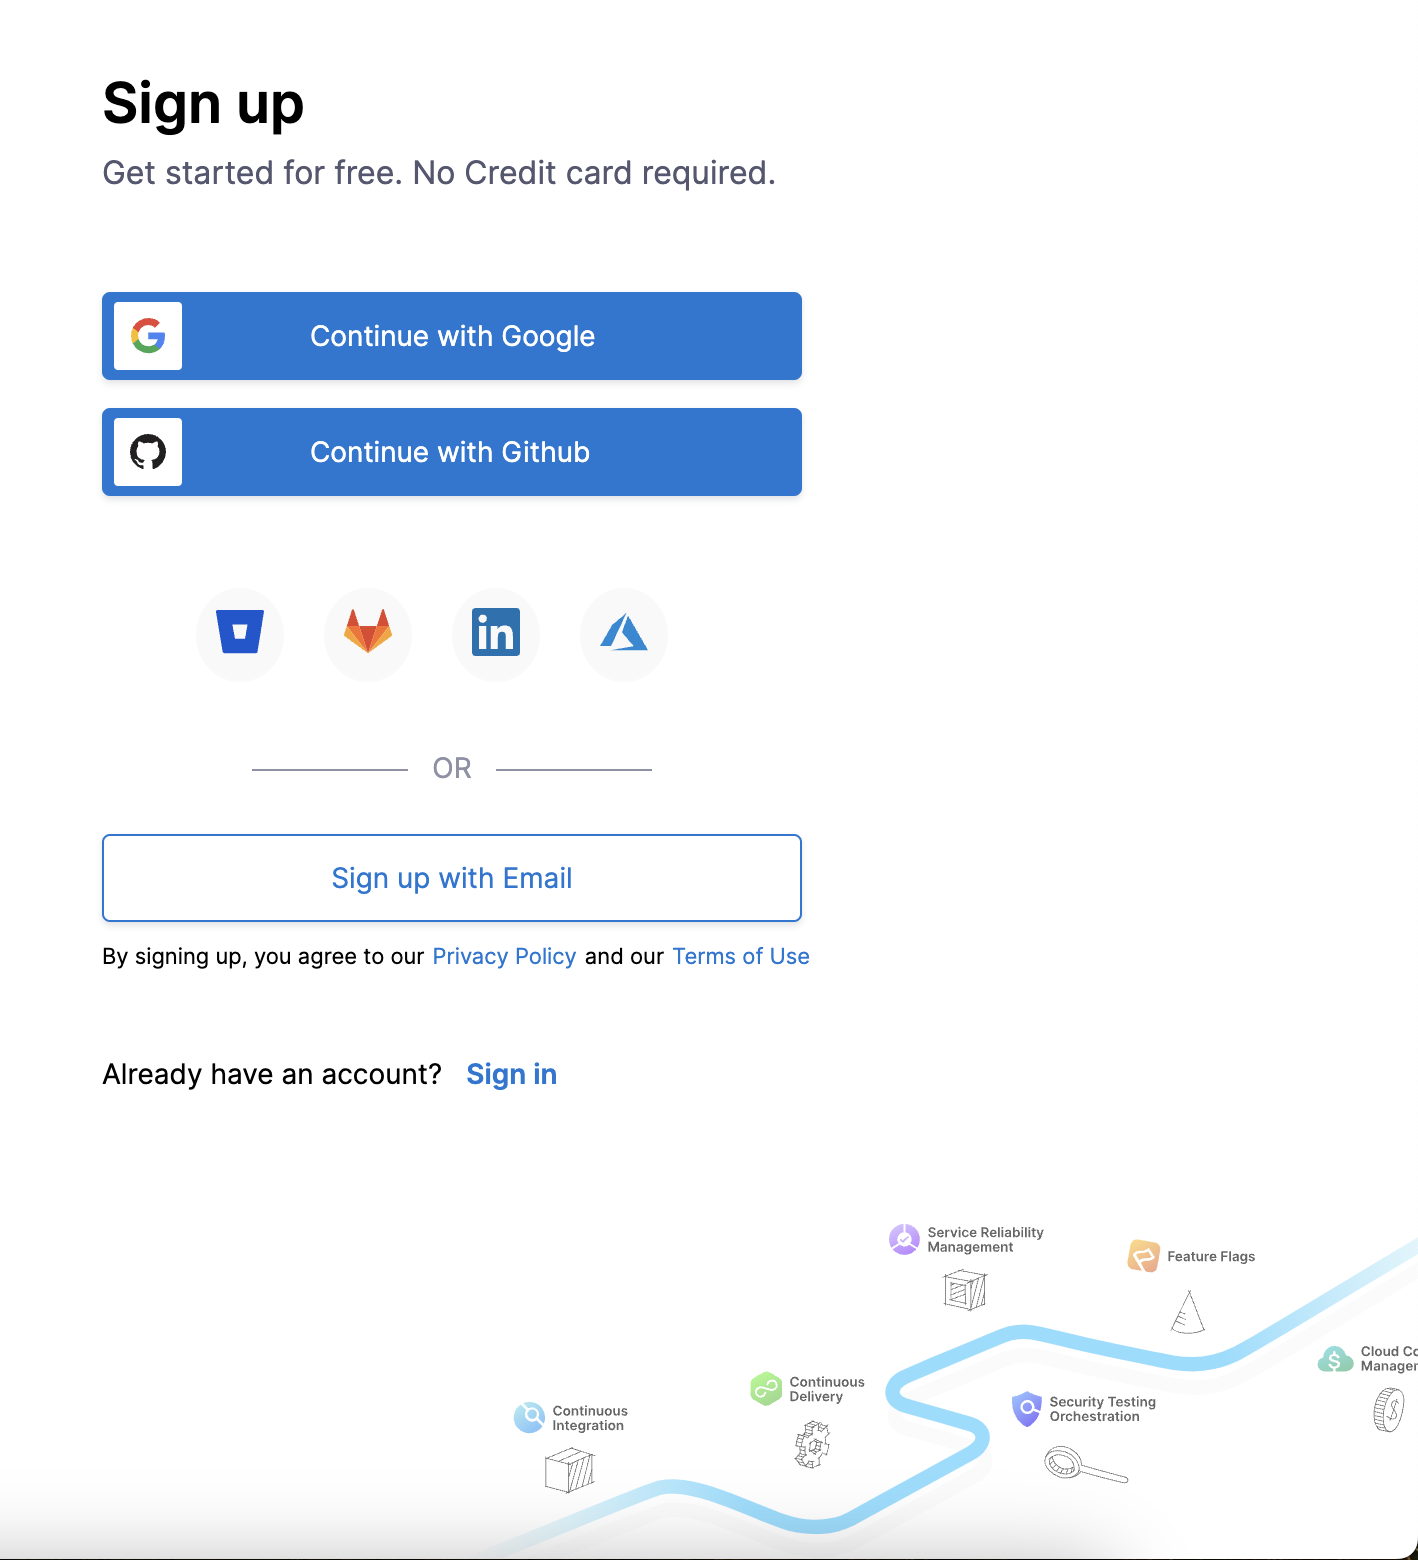 Sign up
Get started for free. No Credit card required.
Continue with Google
Continue with Github
in
OR
Sign up with Email
By signing up, you agree to our Privacy Policy and our Terms of Use
Already have an account? Sign in
Service Reliability
Management
Feature Flags
Cloud Co
Manager
Continuous
Delivery
Security Testing
Orchestration
Continuous
Integration